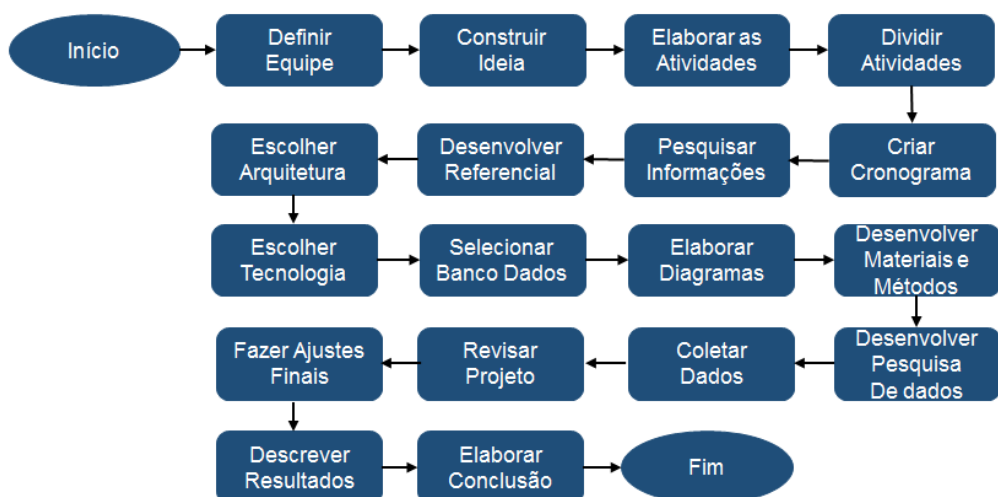 Início
Definir
Equipe
Construir
Ideia
Elaborar as
Atividades
Dividir
Atividades
Criar
Cronograma
Pesquisar
Informações
Desenvolver
Referencial
Escolher
Arquitetura
Escolher
Tecnologia
Selecionar
Banco Dados
Elaborar
Diagramas
Desenvolver
Materiais e
Métodos
Desenvolver
Pesquisa
De dados
Coletar
Dados
Revisar
Projeto
Fazer Ajustes
Finais
Descrever
Resultados
Elaborar
Conclusão
Fim